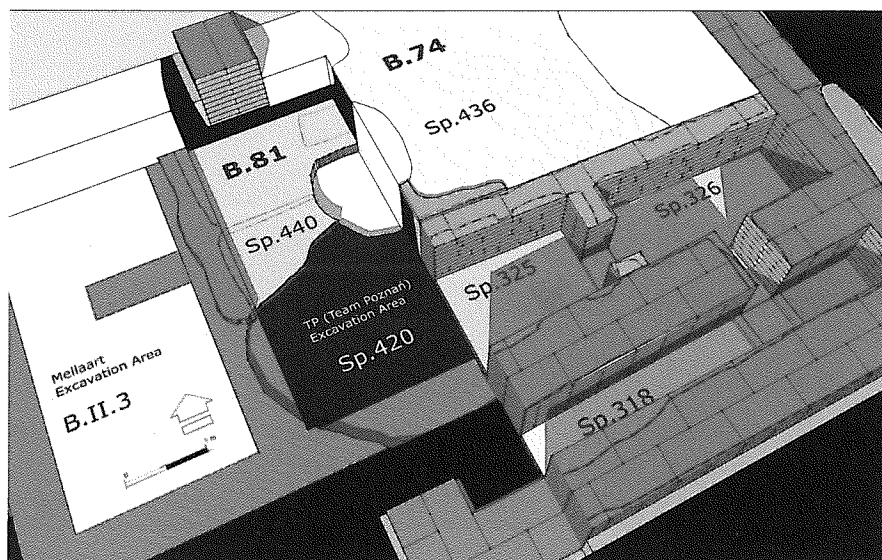 B.74
Sp.436
B.81
Sp.440
Sp.326
Sp.325
TP (Team Poznań)
Excavation Area
Sp.420
Mellaart
Excavation Area
B.II.3
Sp.318